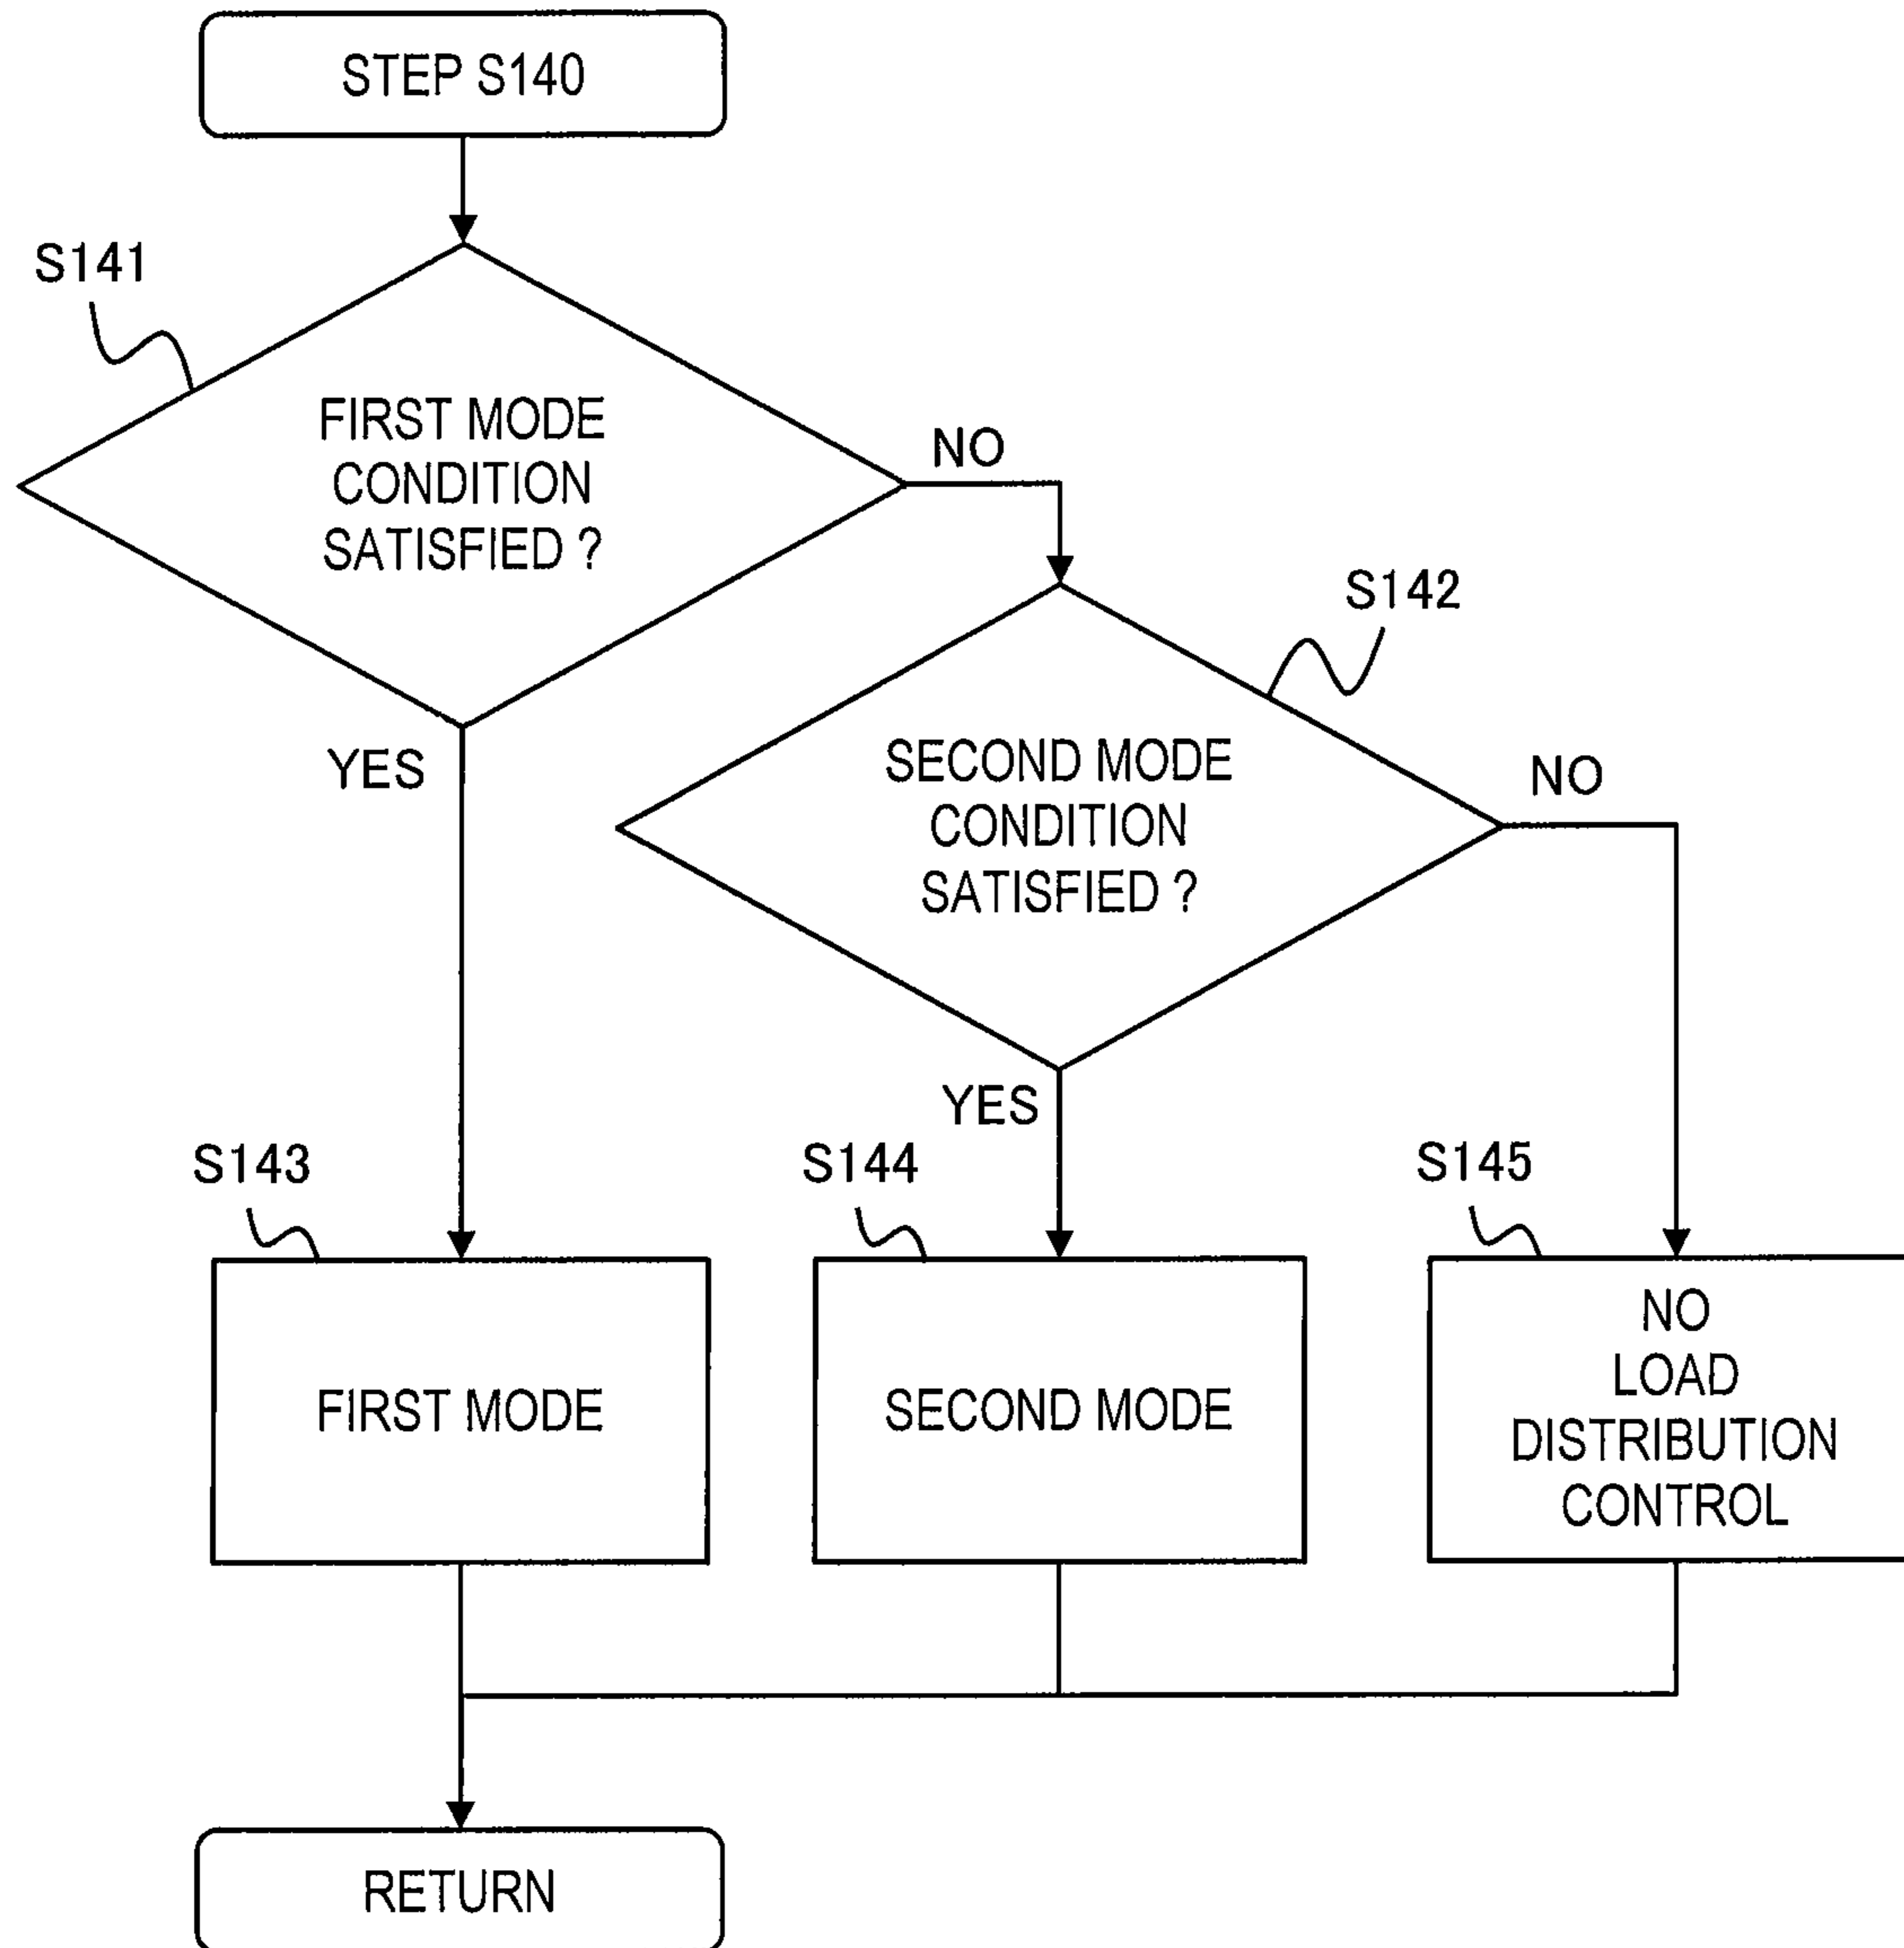 STEP S140
S141
FIRST MODE
CONDITION
SATISFIED ?
NO
YES
S142
SECOND MODE
CONDITION
SATISFIED ?
NO
YES
S143
FIRST MODE
S144
SECOND MODE
S145
NO
LOAD
DISTRIBUTION
CONTROL
RETURN